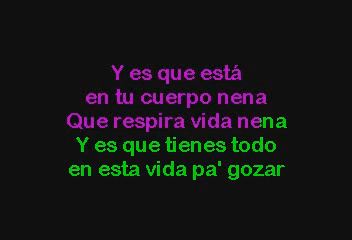 Y es que está
en tu cuerpo nena
Que respira vida nena
Y es que tienes todo
en esta vida pa' gozar